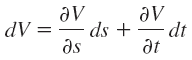 dV = ∂V/∂s ds + ∂V/∂t dt